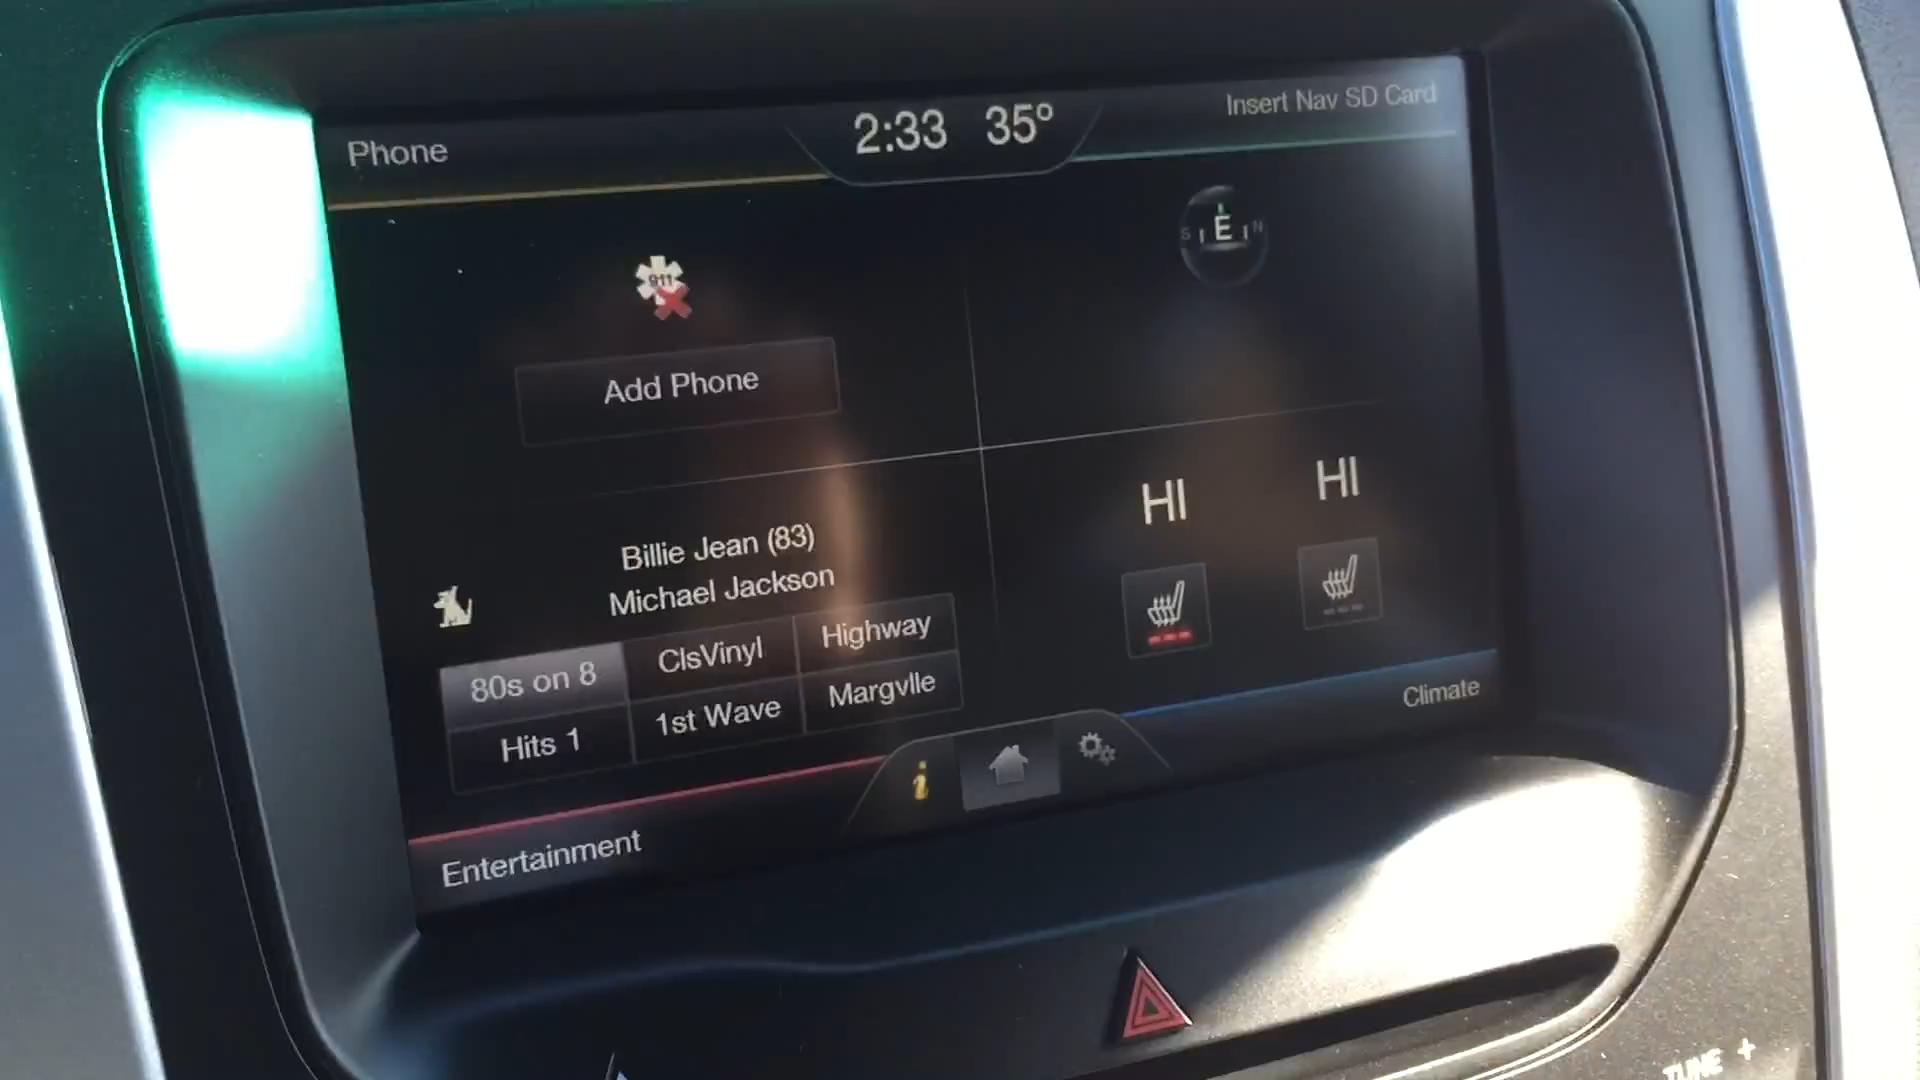 Phone
2:33 35°
Insert Nav SD Card
911
S E N
Add Phone
HI HI
Billie Jean (83)
Michael Jackson
80s on 8 ClsVinyl Highway
Hits 1 1st Wave Margvlle
i
Climate
Entertainment
TUNE +